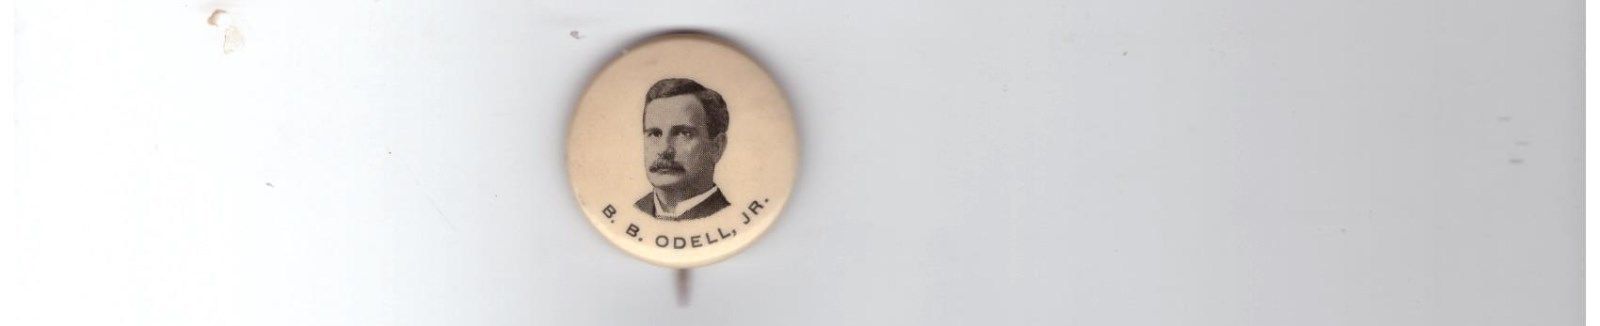 B. B. ODELL, JR.